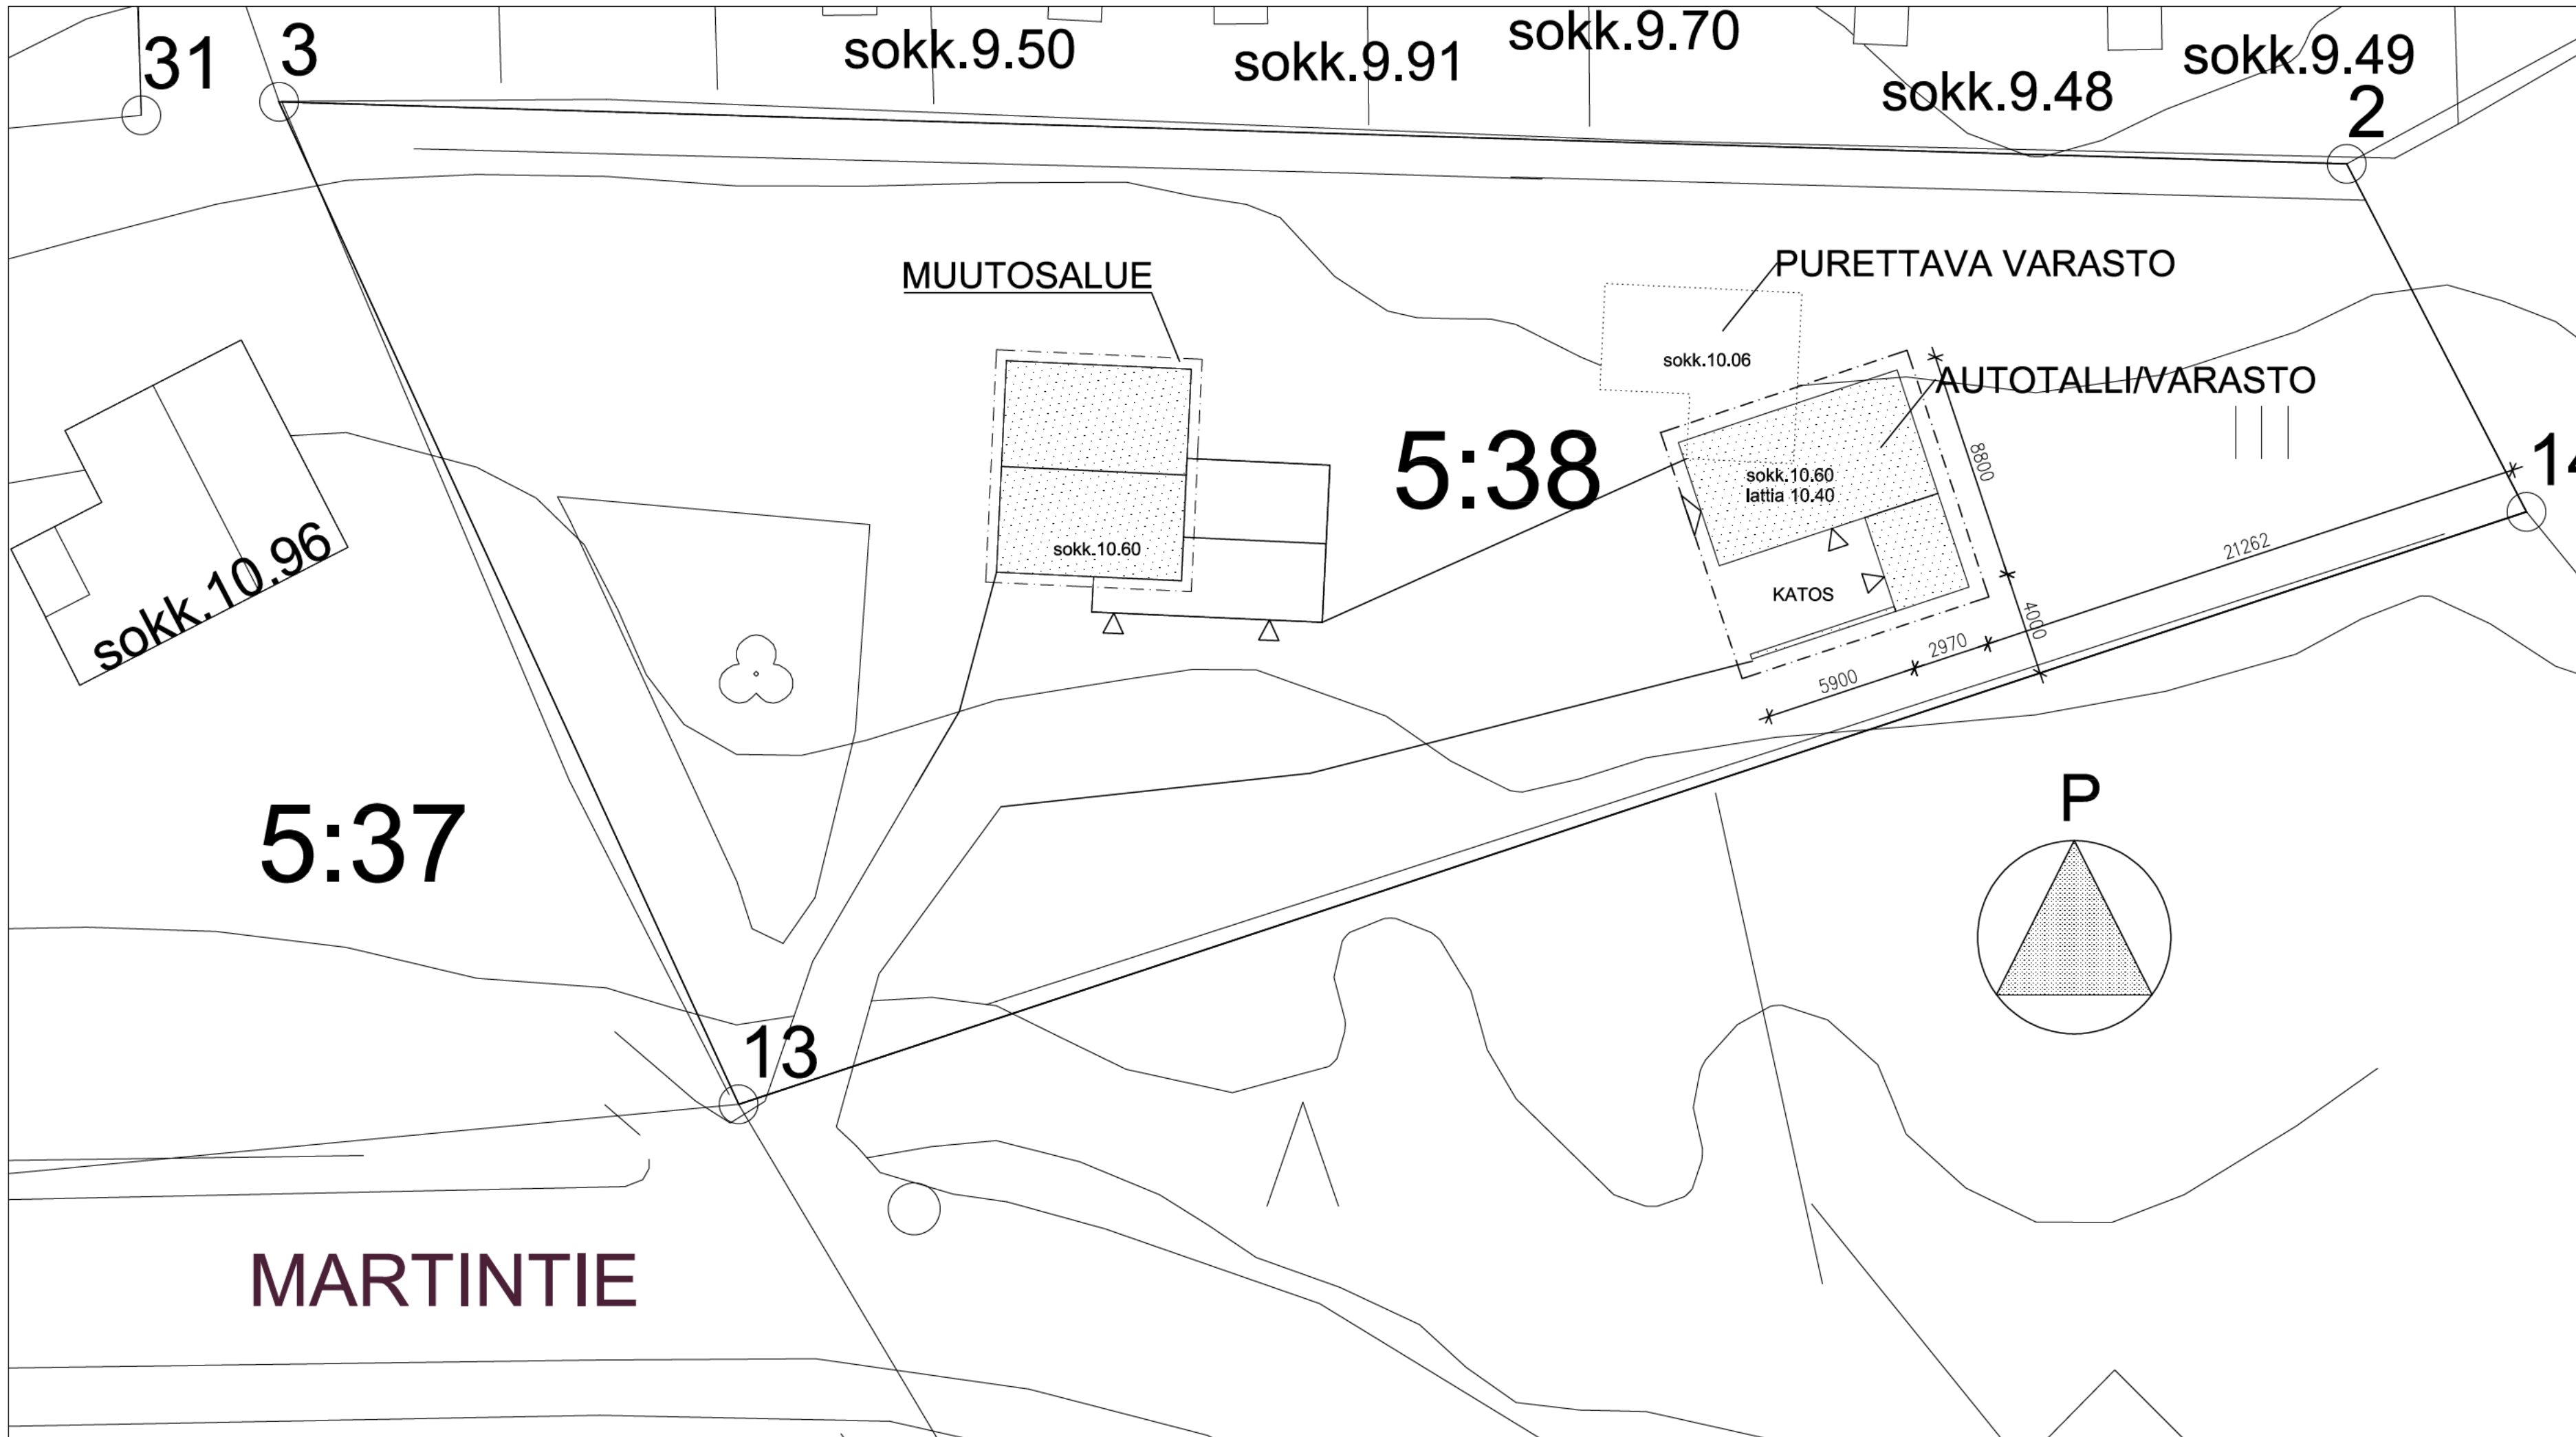 31
3
sokk.9.50
sokk.9.91
sokk.9.70
sokk.9.48
sokk.9.49
2
MUUTOSALUE
PURETTAVA VARASTO
sokk.10.06
AUTOTALLI/VARASTO
5:38
8800
sokk.10.60
lattia 10.40
sokk.10.96
sokk.10.60
KATOS
21262
4000
2970
5900
5:37
P
13
MARTINTIE